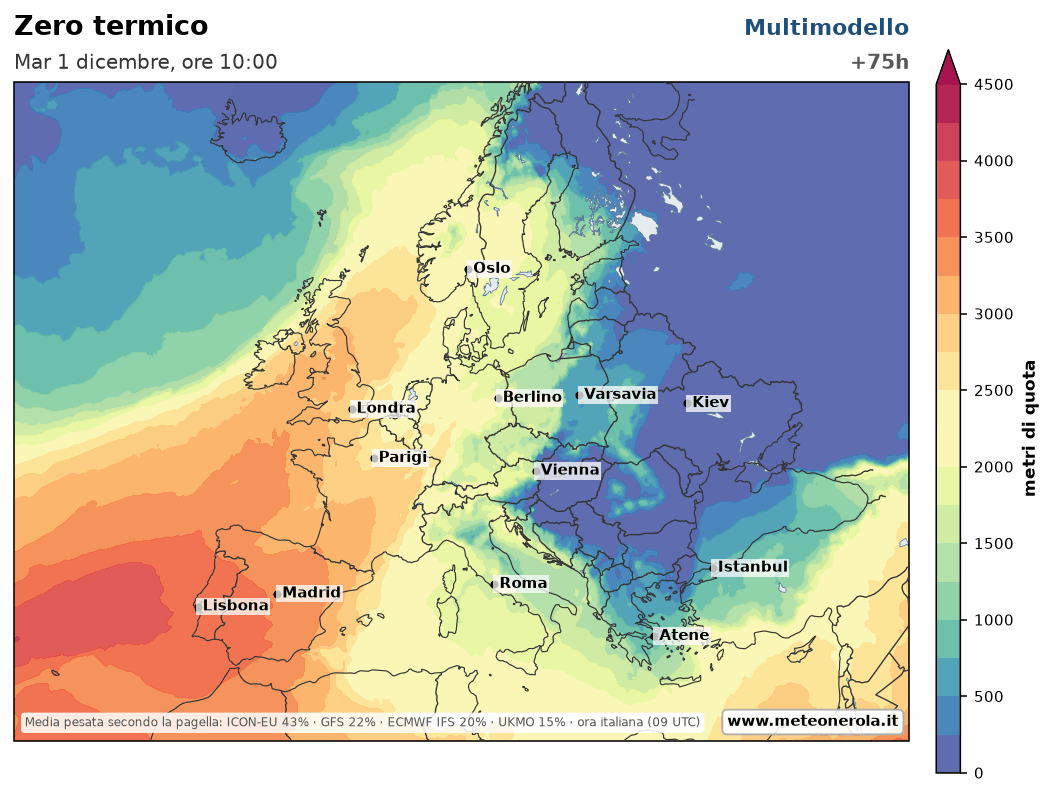 Zero termico
Multimodello
Mar 1 dicembre, ore 10:00
+75h
4500
4000
3500
3000
2500
2000
1500
1000
500
0
metri di quota
Oslo
Berlino
Varsavia
Kiev
Londra
Parigi
Vienna
Istanbul
Roma
Madrid
Lisbona
Atene
Media pesata secondo la pagella: ICON-EU 43% · GFS 22% · ECMWF IFS 20% · UKMO 15% · ora italiana (09 UTC)
www.meteonerola.it